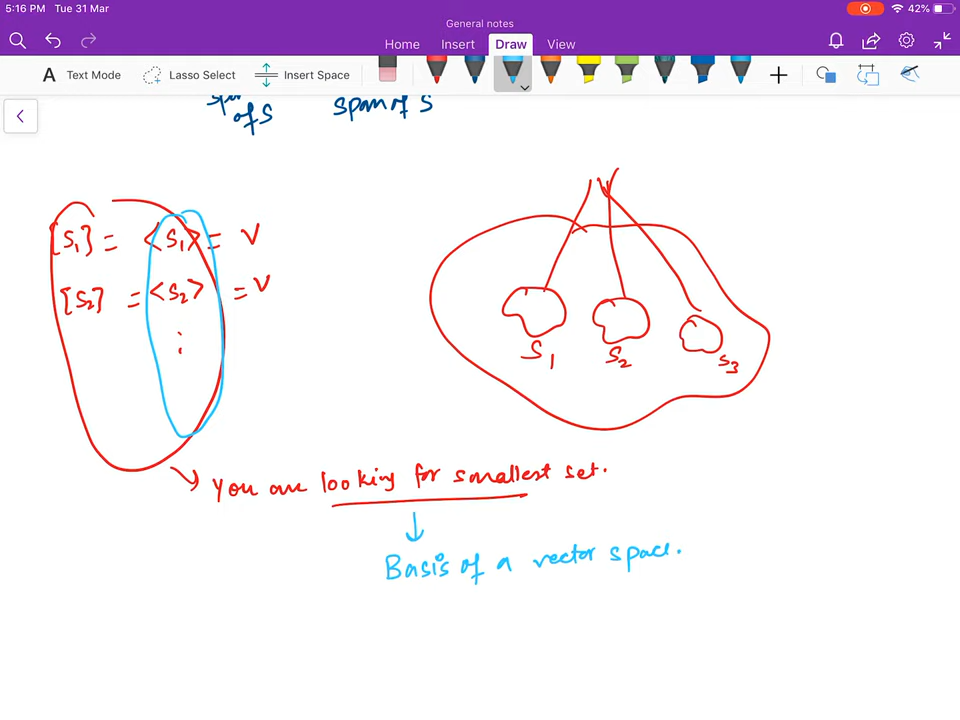 5:16 PM Tue 31 Mar
42%
General notes
Home Insert Draw View
A Text Mode Lasso Select Insert Space
span of S span of S
[S1] = <S1> = V
[S2] = <S2> = V
⋮
V
S1 S2 S3
You are looking for smallest set.
Basis of a vector space.